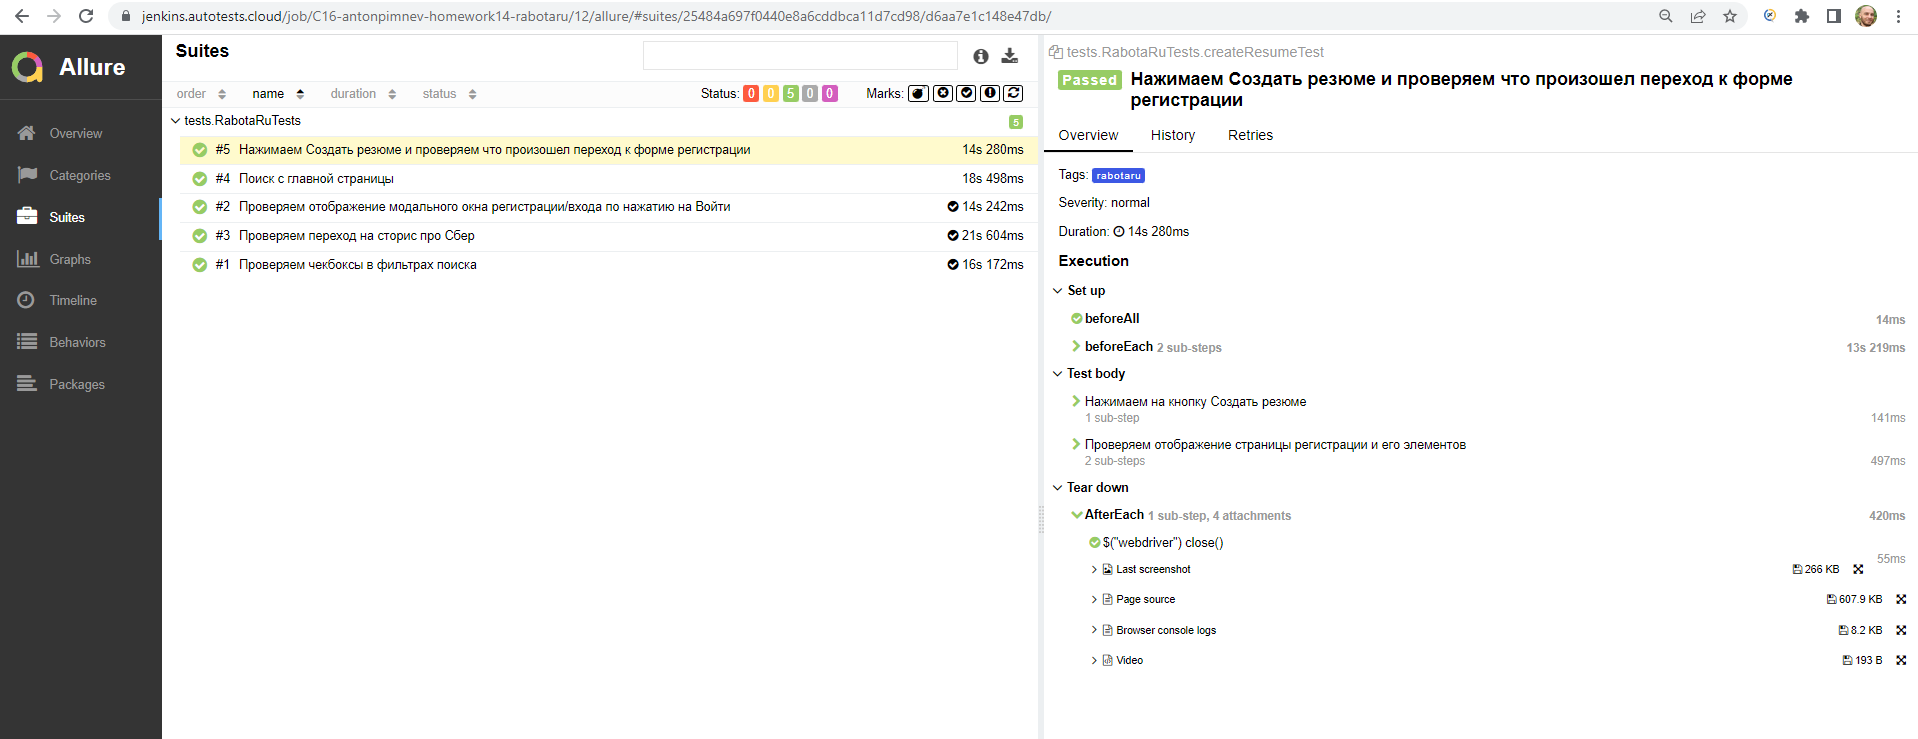 jenkins.autotests.cloud/job/C16-antonpimnev-homework14-rabotaru/12/allure/#suites/25484a697f0440e8a6cddbca11d7cd98/d6aa7e1c148e47db/
Allure
Overview
Categories
Suites
Graphs
Timeline
Behaviors
Packages
Suites
order name duration status Status: 0 0 5 0 0 Marks:
tests.RabotaRuTests 5
#5 Нажимаем Создать резюме и проверяем что произошел переход к форме регистрации 14s 280ms
#4 Поиск с главной страницы 18s 498ms
#2 Проверяем отображение модального окна регистрации/входа по нажатию на Войти 14s 242ms
#3 Проверяем переход на сторис про Сбер 21s 604ms
#1 Проверяем чекбоксы в фильтрах поиска 16s 172ms
tests.RabotaRuTests.createResumeTest
Passed Нажимаем Создать резюме и проверяем что произошел переход к форме
регистрации
Overview History Retries
Tags: rabotaru
Severity: normal
Duration: 14s 280ms
Execution
Set up
beforeAll 14ms
beforeEach 2 sub-steps 13s 219ms
Test body
Нажимаем на кнопку Создать резюме
1 sub-step 141ms
Проверяем отображение страницы регистрации и его элементов
2 sub-steps 497ms
Tear down
AfterEach 1 sub-step, 4 attachments 420ms
$("webdriver") close()
55ms
Last screenshot 266 KB
Page source 607.9 KB
Browser console logs 8.2 KB
Video 193 B